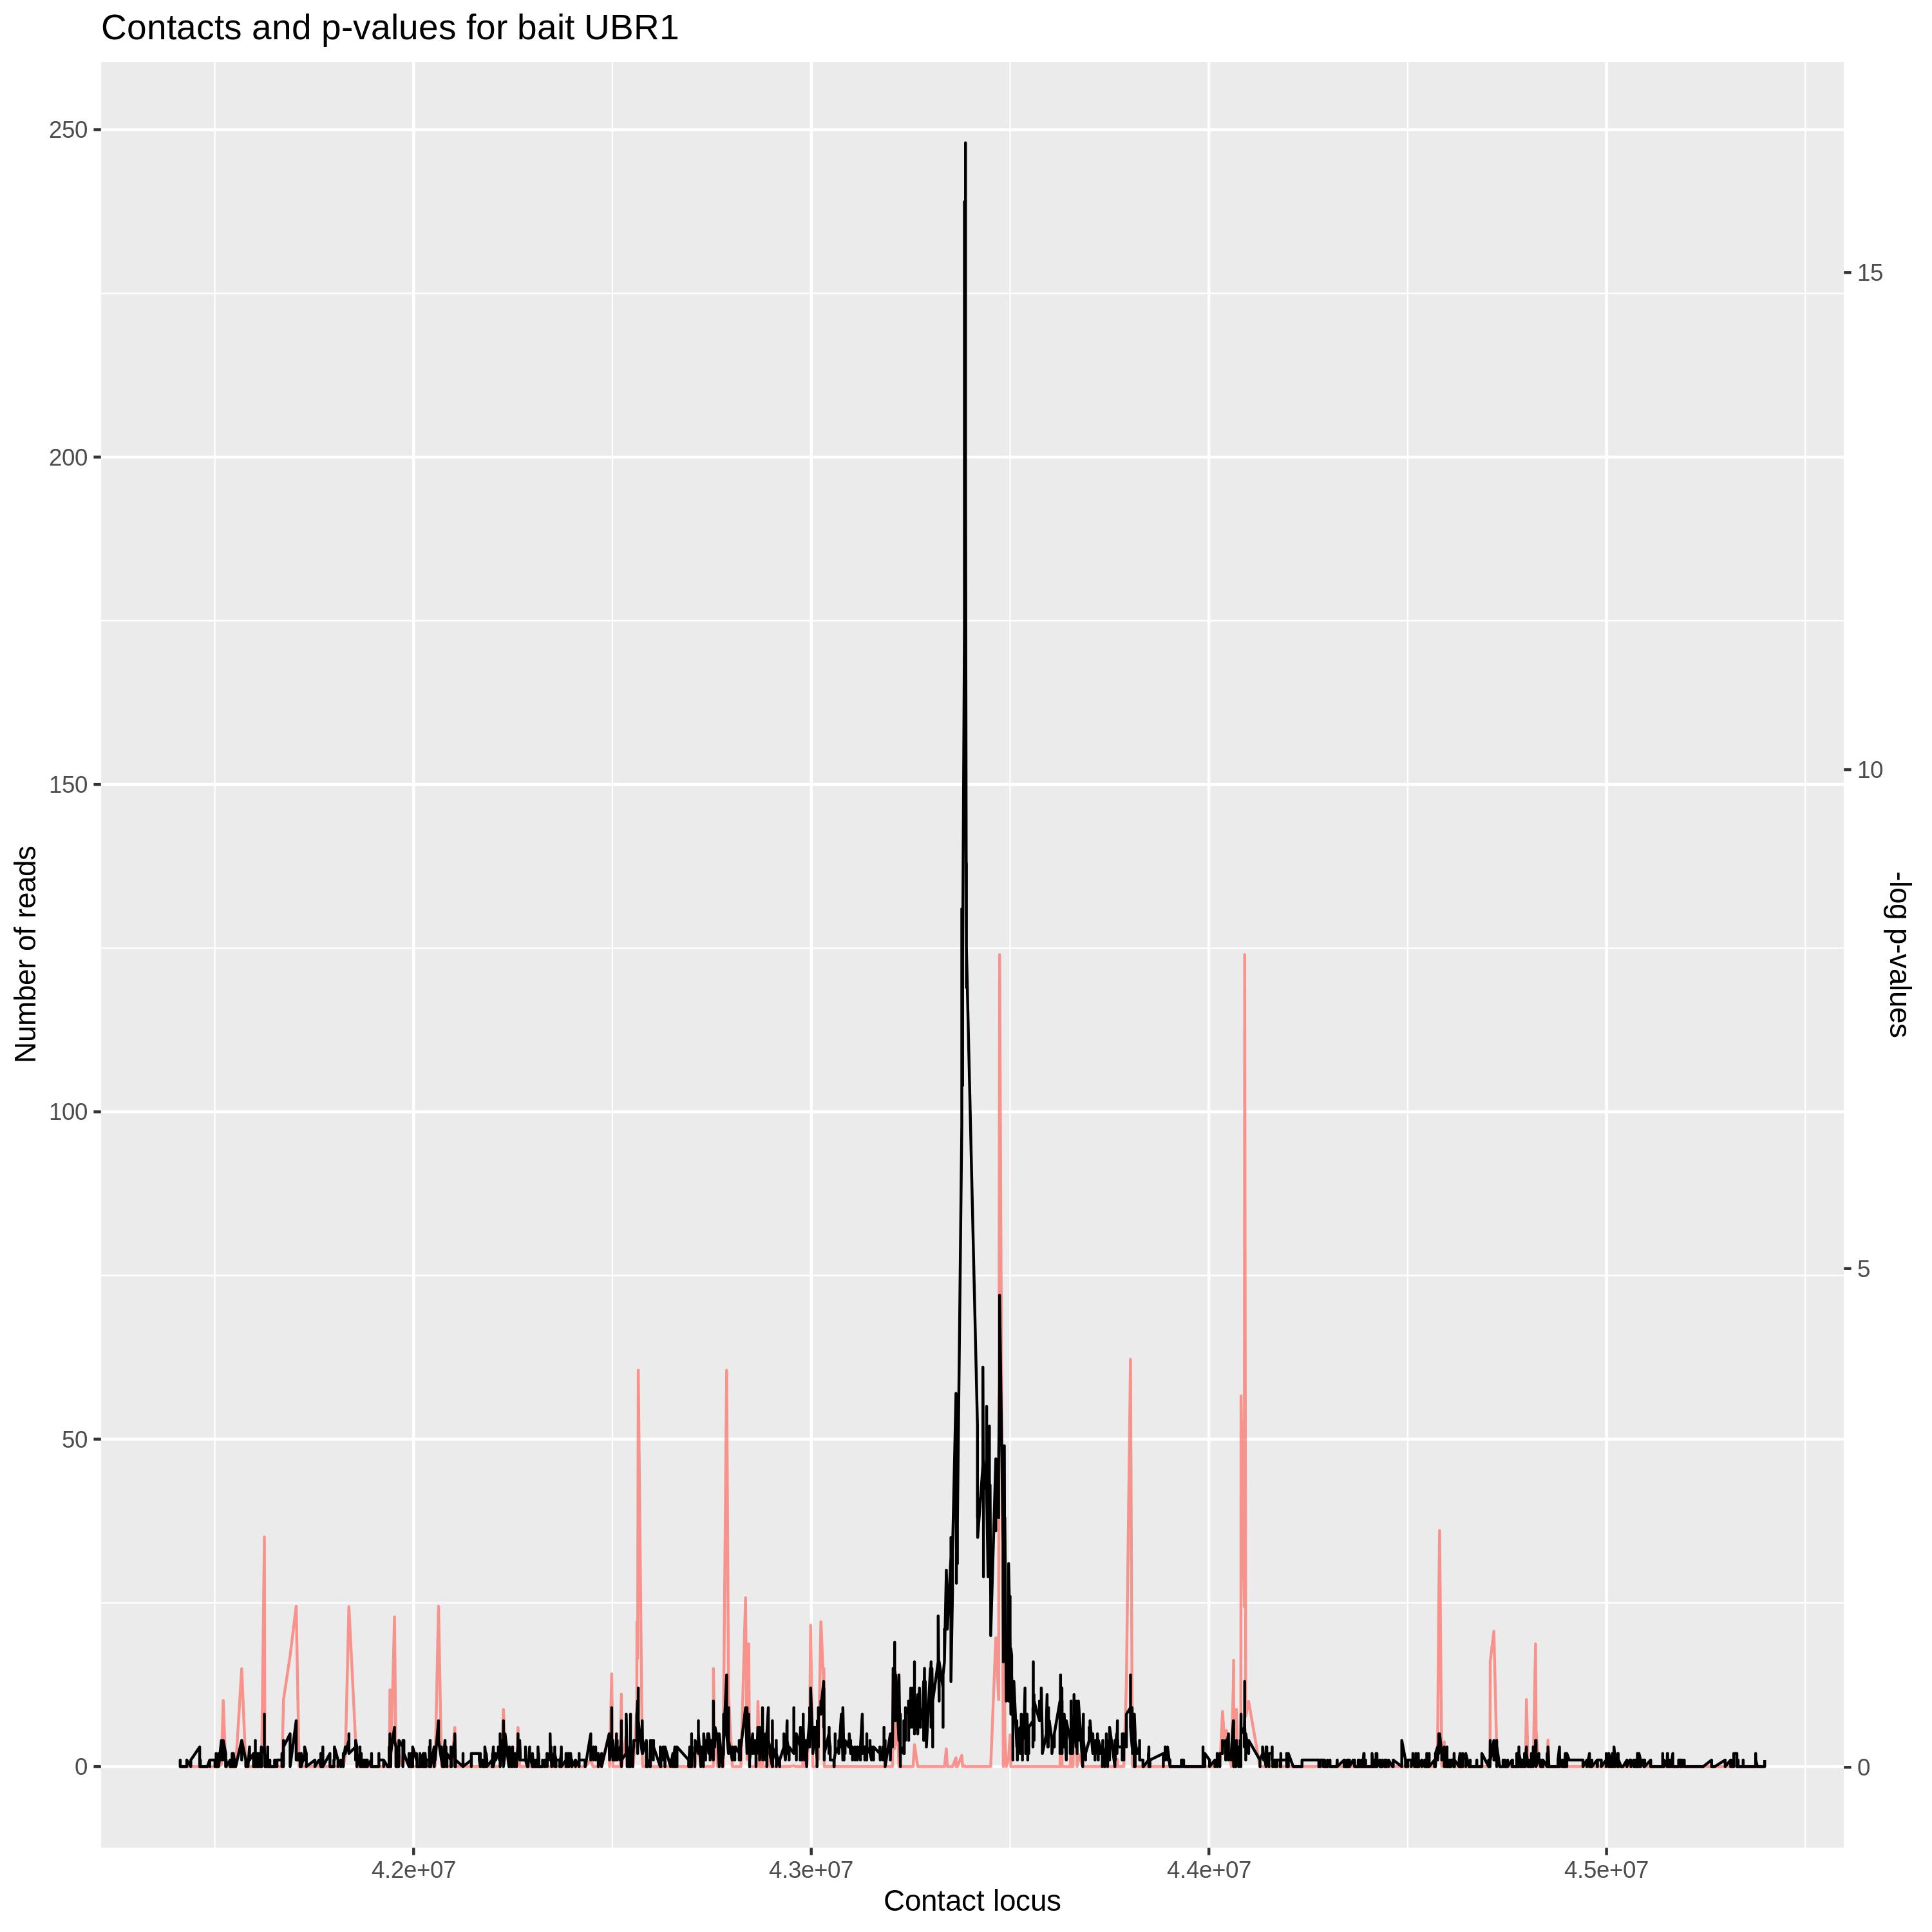 Contacts and p-values for bait UBR1
250
200
150
100
50
0
Number of reads
15
10
5
0
-log p-values
4.2e+07
4.3e+07
4.4e+07
4.5e+07
Contact locus